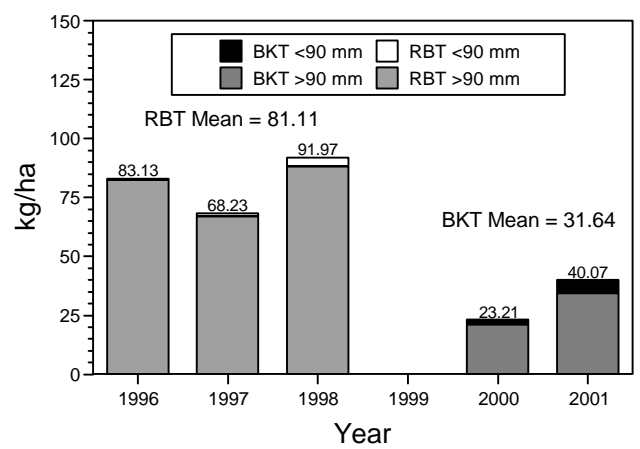 150
125
100
75
50
25
0
kg/ha
BKT <90 mm RBT <90 mm
BKT >90 mm RBT >90 mm
RBT Mean = 81.11
BKT Mean = 31.64
83.13
68.23
91.97
23.21
40.07
1996 1997 1998 1999 2000 2001
Year